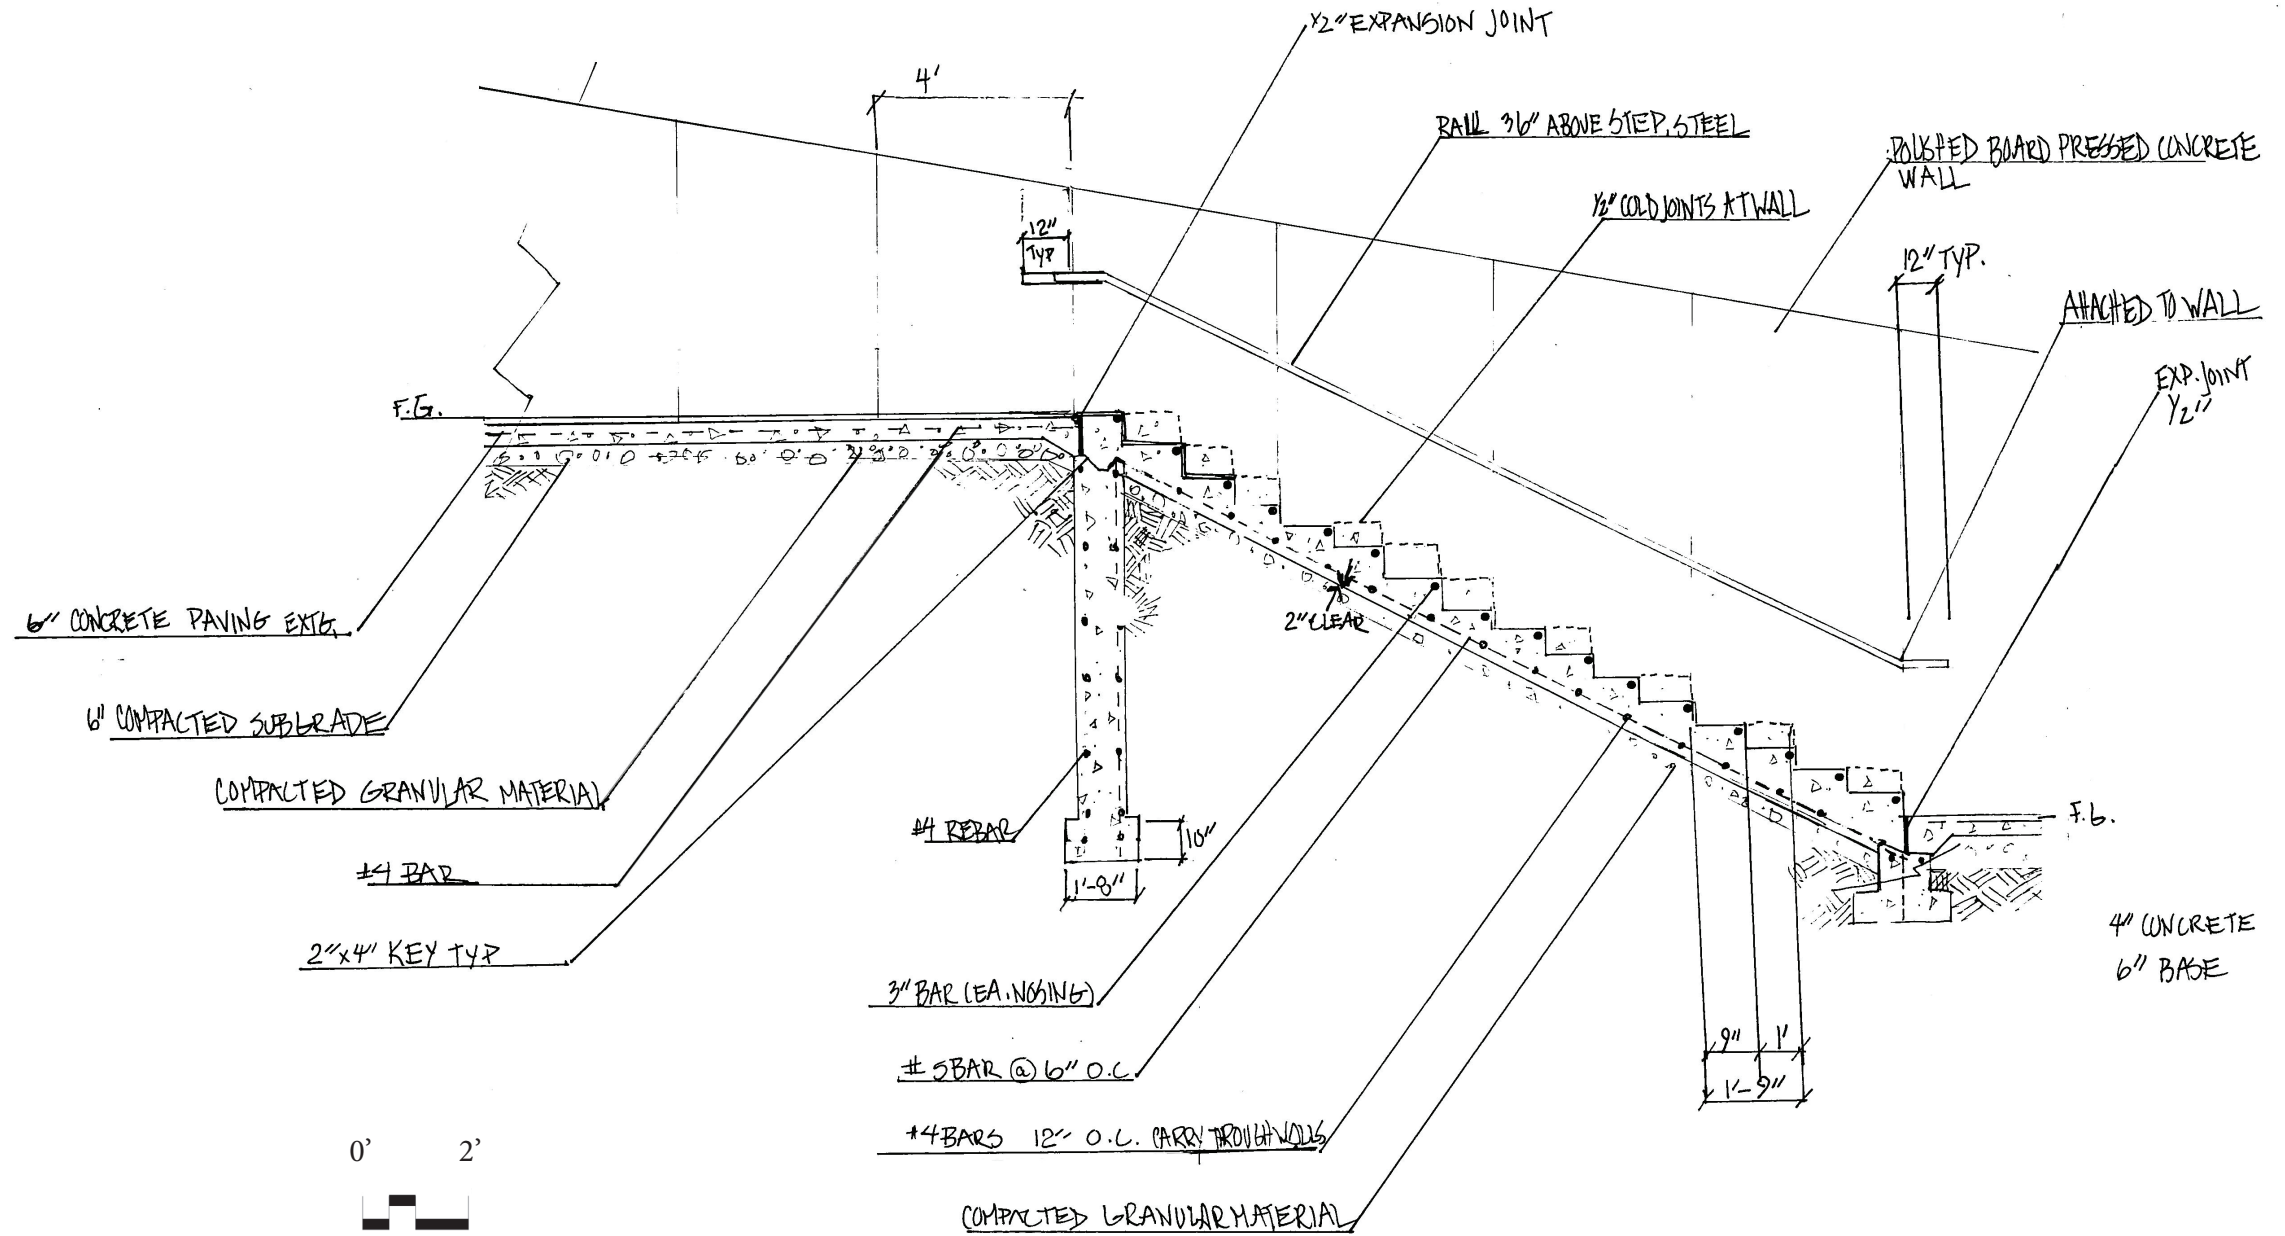 1/2" EXPANSION JOINT
4'
RAIL 36" ABOVE STEP, STEEL
POLISHED BOARD PRESSED CONCRETE
WALL
1/2" COLD JOINTS AT WALL
12"
TYP
12" TYP.
ATTACHED TO WALL
EXP. JOINT
1/2"
F.G.
6" CONCRETE PAVING EXTG.
2" CLEAR
6" COMPACTED SUBGRADE
COMPACTED GRANULAR MATERIAL
#4 REBAR
10"
F.G.
#4 BAR
1'-8"
2"x4" KEY TYP
4" CONCRETE
6" BASE
3" BAR (EA. NOSING)
9"
1'
#5 BAR @ 6" O.C.
1'-9"
#4 BARS 12" O.C. CARRY THROUGH WALLS
0'
2'
COMPACTED GRANULAR MATERIAL